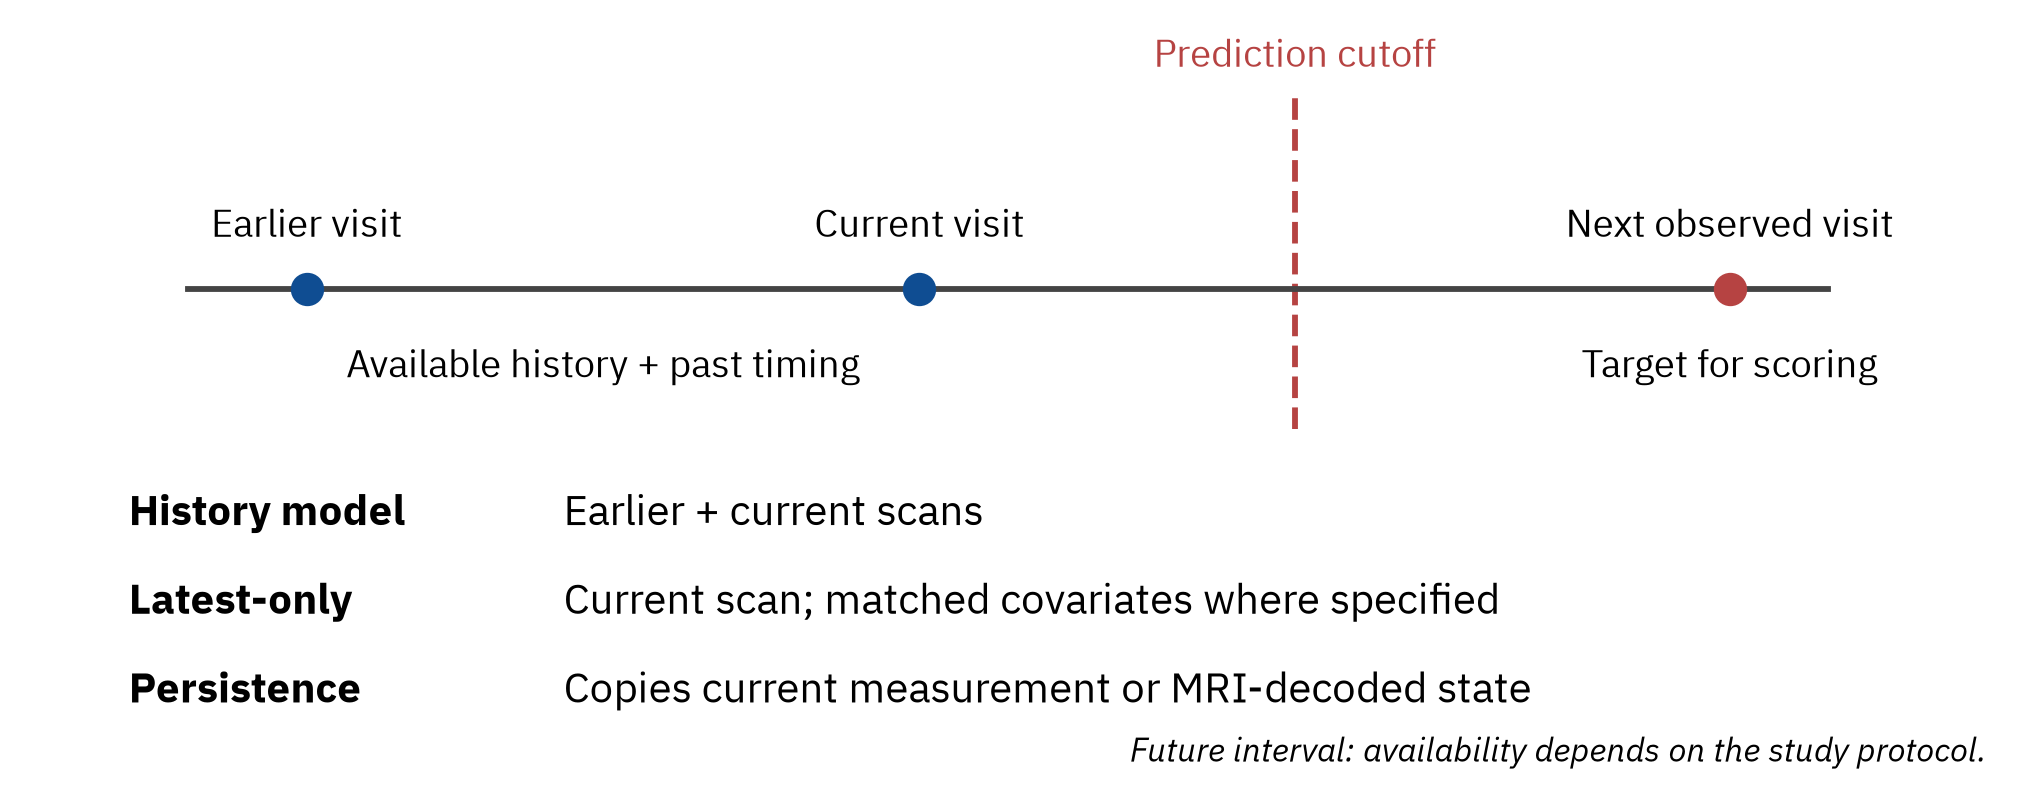 Prediction cutoff
Earlier visit
Current visit
Next observed visit
Available history + past timing
Target for scoring
History model
Earlier + current scans
Latest-only
Current scan; matched covariates where specified
Persistence
Copies current measurement or MRI-decoded state
Future interval: availability depends on the study protocol.